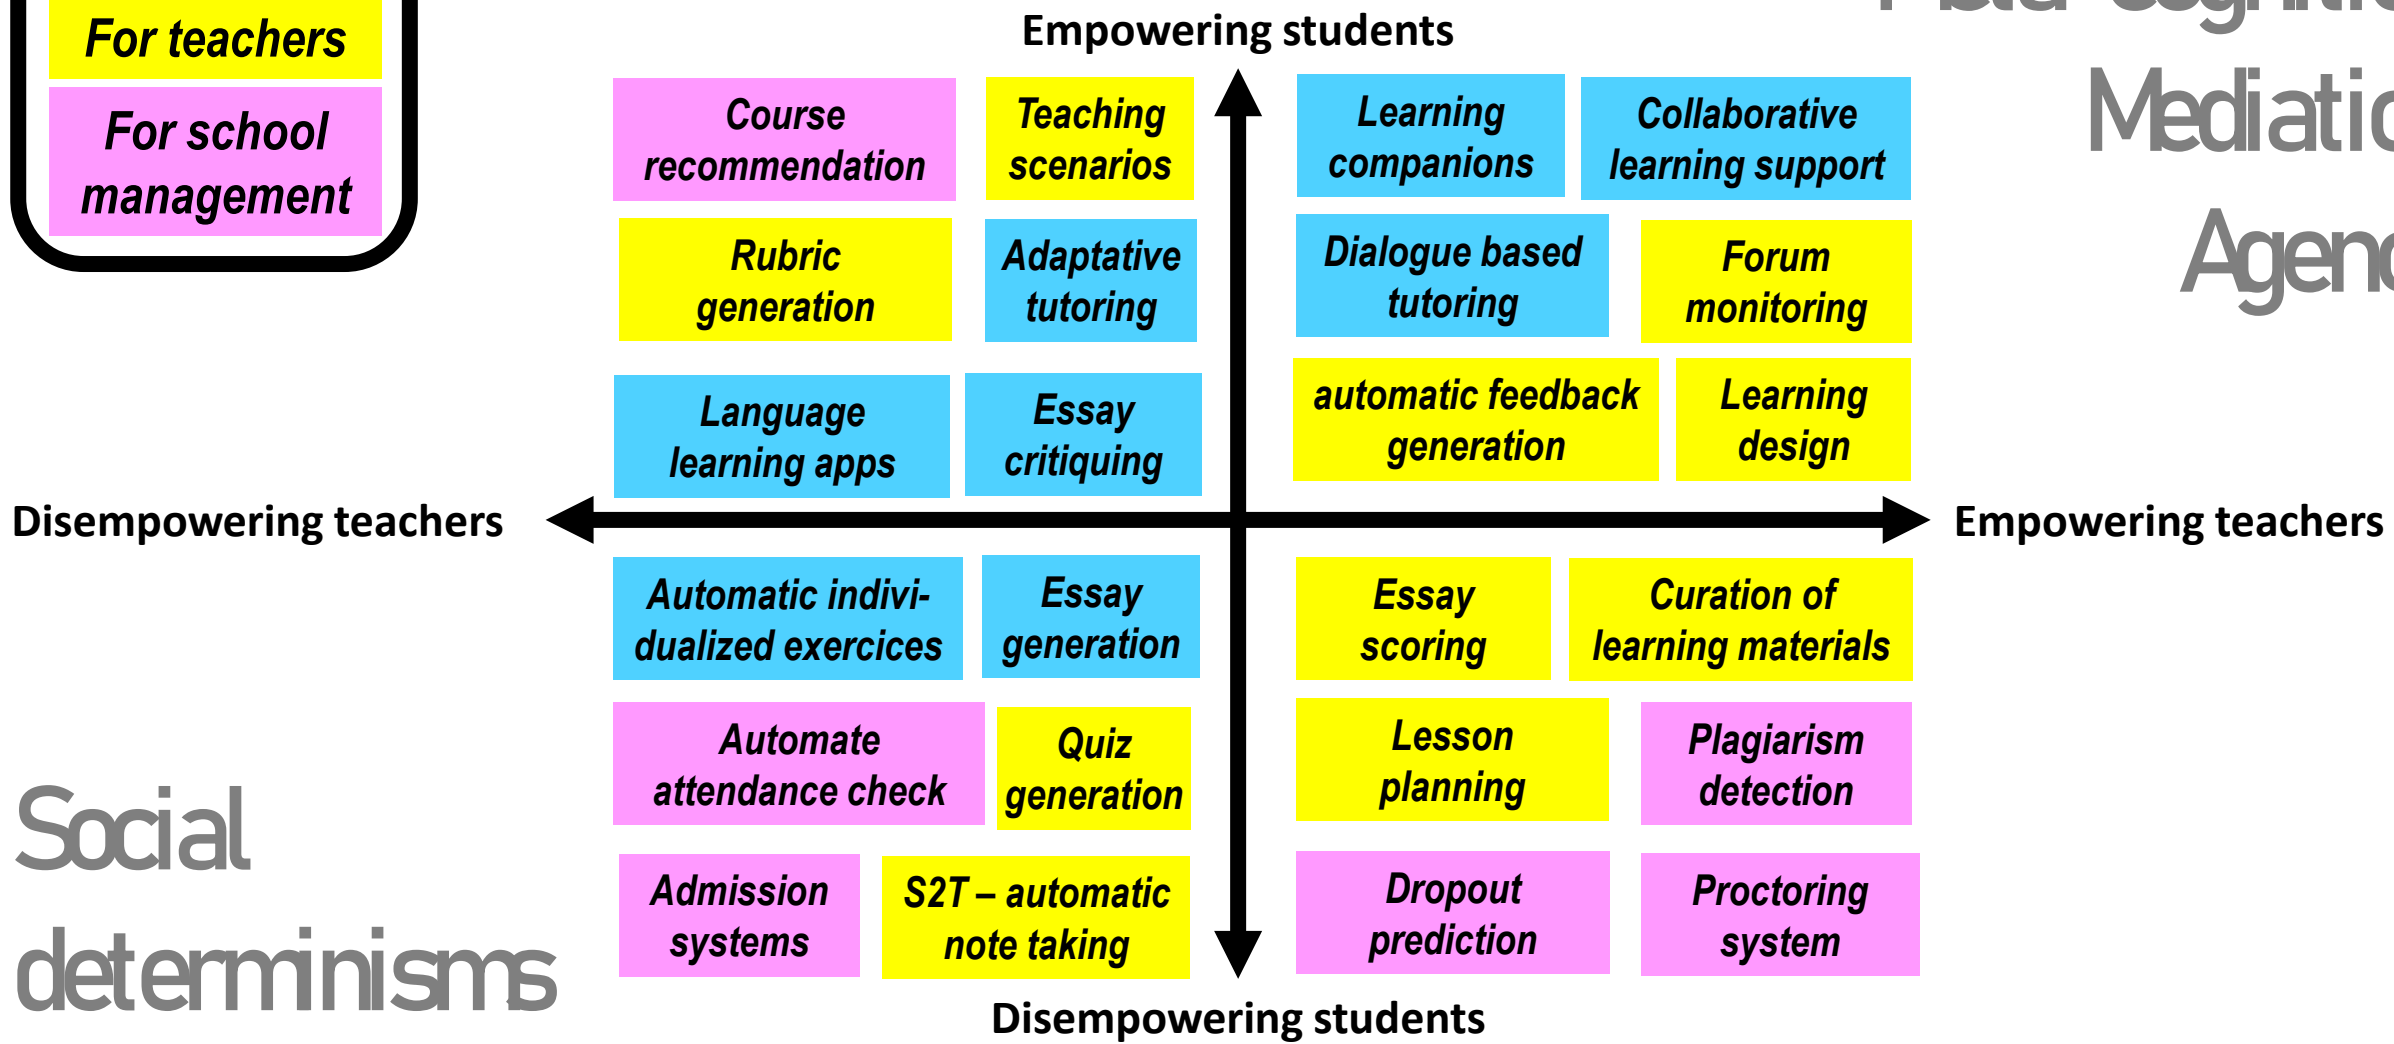 For teachers
For school
management
Empowering students
Mediatio
Agenc
Course
recommendation
Teaching
scenarios
Learning
companions
Collaborative
learning support
Rubric
generation
Adaptative
tutoring
Dialogue based
tutoring
Forum
monitoring
Language
learning apps
Essay
critiquing
automatic feedback
generation
Learning
design
Disempowering teachers
Empowering teachers
Automatic indivi-
dualized exercices
Essay
generation
Essay
scoring
Curation of
learning materials
Automate
attendance check
Quiz
generation
Lesson
planning
Plagiarism
detection
Admission
systems
S2T – automatic
note taking
Dropout
prediction
Proctoring
system
Social
determinisms
Disempowering students